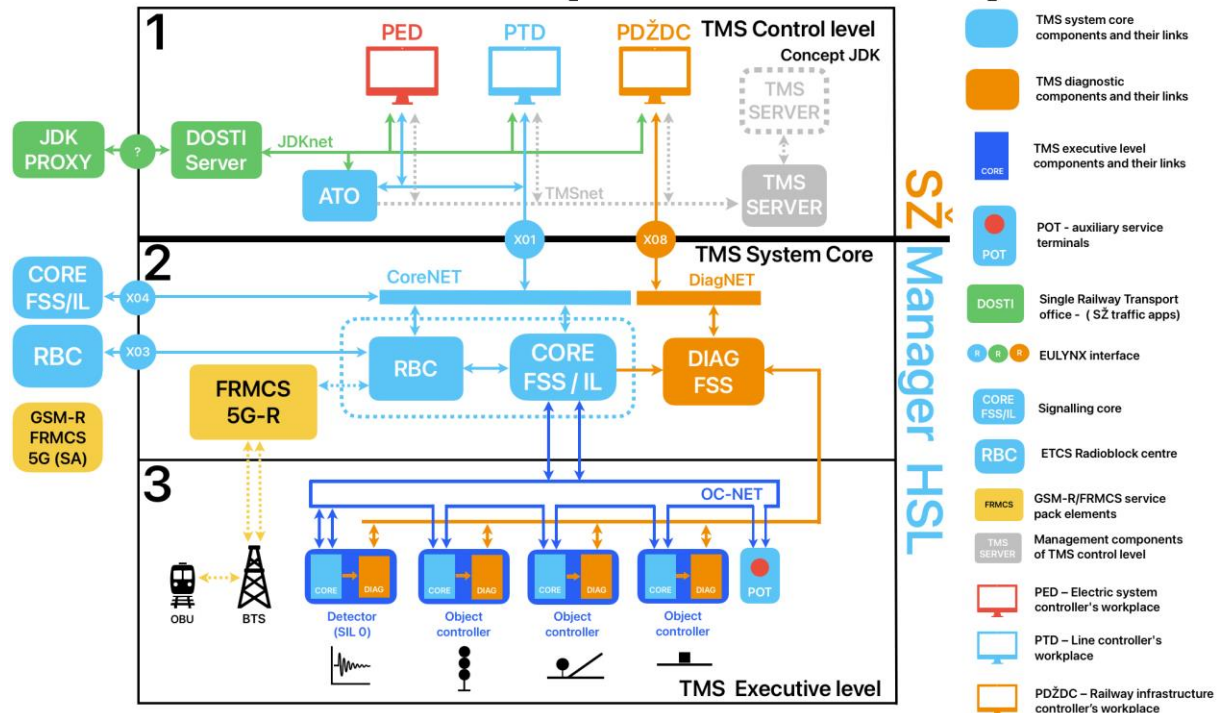 1
PED
PTD
PDŽDC
TMS Control level
Concept JDK
TMS
SERVER
JDK
PROXY
?
DOSTI
Server
JDKnet
ATO
TMSnet
TMS
SERVER
X01
X08
2
TMS System Core
CORE
FSS/IL
X04
CoreNET
DiagNET
RBC
X03
RBC
CORE
FSS / IL
DIAG
FSS
FRMCS
5G-R
GSM-R
FRMCS
5G (SA)
3
OC-NET
OBU
BTS
CORE
DIAG
CORE
DIAG
CORE
DIAG
CORE
DIAG
POT
Detector
(SIL 0)
Object
controller
Object
controller
Object
controller
TMS Executive level
SŽ Manager HSL
TMS system core
components and their links
TMS diagnostic
components and their links
CORE
TMS executive level
components and their links
POT
POT - auxiliary service
terminals
DOSTI
Single Railway Transport
office - ( SŽ traffic apps)
R
R
R
EULYNX interface
CORE
FSS/IL
Signalling core
RBC
ETCS Radioblock centre
FRMCS
GSM-R/FRMCS service
pack elements
TMS
SERVER
Management components
of TMS control level
PED – Electric system
controller's workplace
PTD – Line controller's
workplace
PDŽDC – Railway infrastructure
controller's workplace